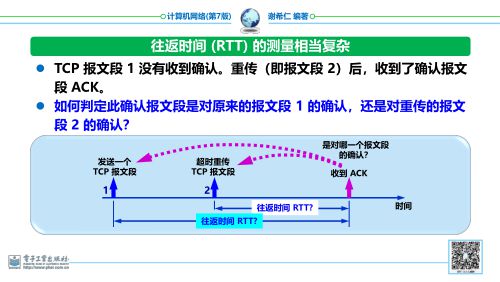 计算机网络(第7版)
谢希仁 编著
往返时间 (RTT) 的测量相当复杂
TCP 报文段 1 没有收到确认。重传（即报文段 2）后，收到了确认报文
段 ACK。
如何判定此确认报文段是对原来的报文段 1 的确认，还是对重传的报文
段 2 的确认？
是对哪一个报文段
的确认？
发送一个
TCP 报文段
超时重传
TCP 报文段
收到 ACK
1
2
时间
往返时间 RTT?
往返时间 RTT?
电子工业出版社
http://www.phei.com.cn